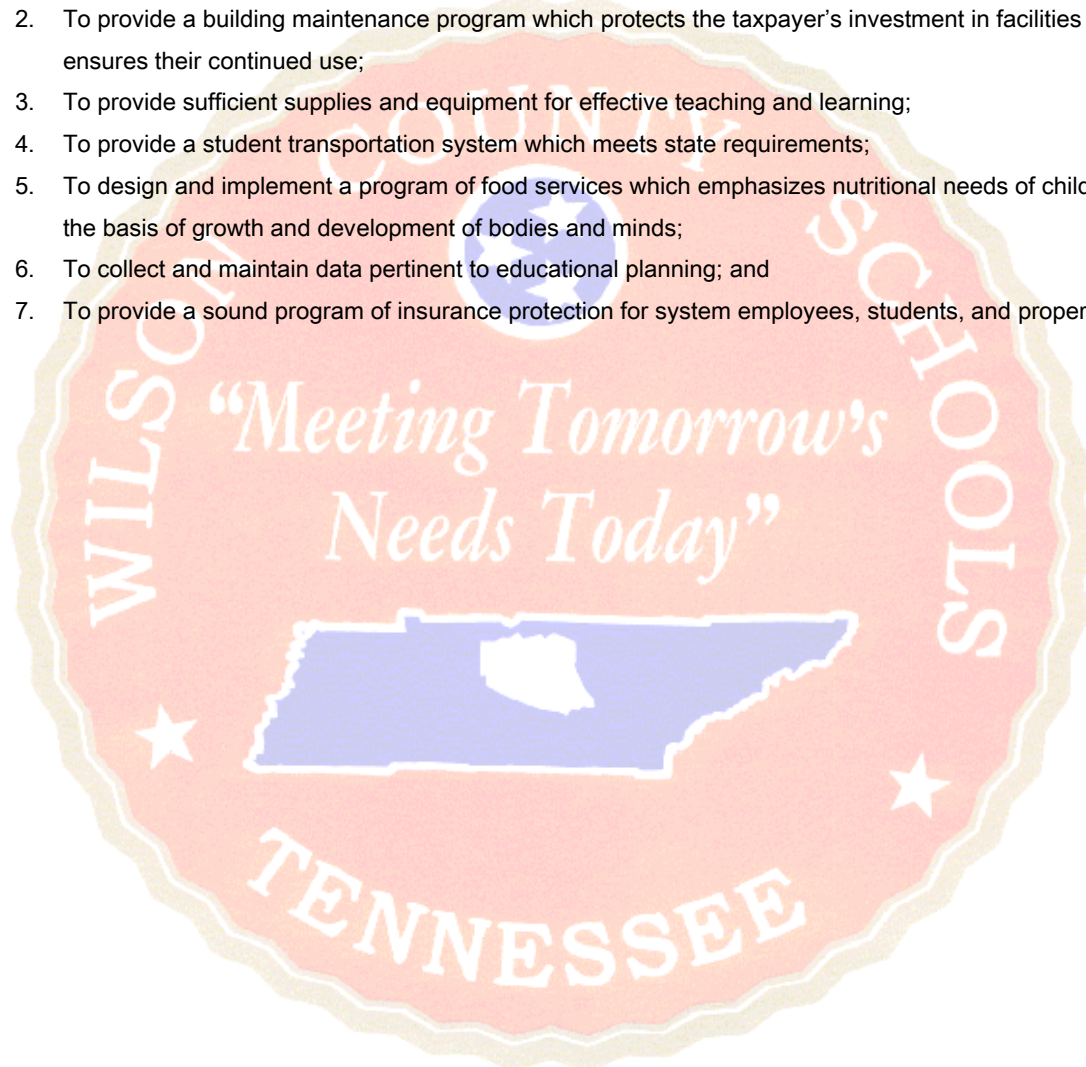 2. To provide a building maintenance program which protects the taxpayer’s investment in facilities
ensures their continued use;
3. To provide sufficient supplies and equipment for effective teaching and learning;
4. To provide a student transportation system which meets state requirements;
5. To design and implement a program of food services which emphasizes nutritional needs of
the basis of growth and development of bodies and minds;
6. To collect and maintain data pertinent to educational planning; and
7. To provide a sound program of insurance protection for system employees, students, and
WILSON COUNTY SCHOOLS
“Meeting Tomorrow’s
Needs Today”
TENNESSEE